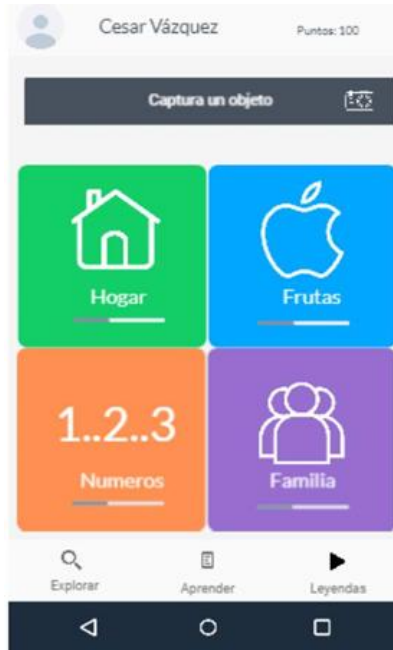 Cesar Vázquez
Puntos: 100
Captura un objeto
Hogar
Frutas
1..2..3
Numeros
Familia
Explorar
Aprender
Leyendas